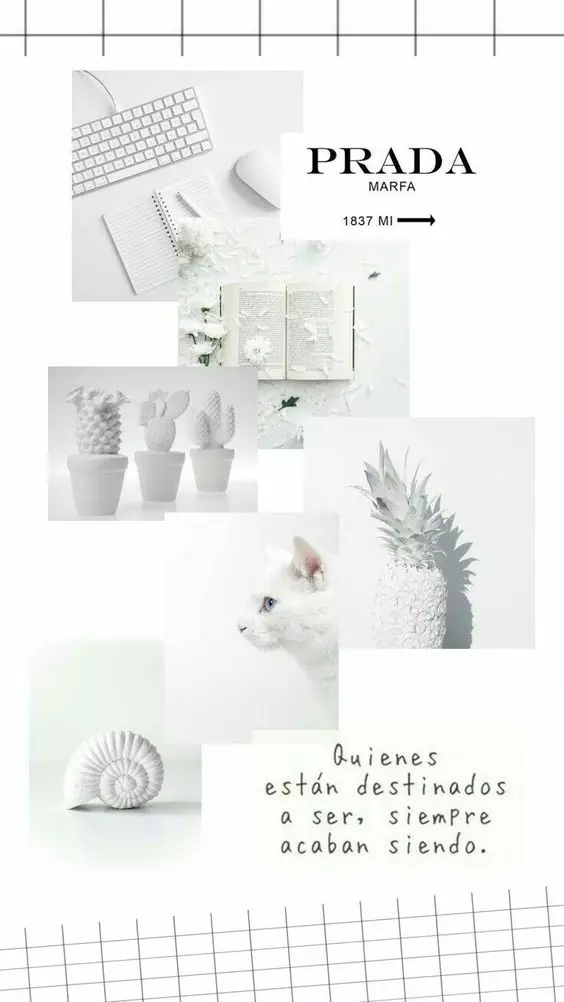 PRADA
MARFA
1837 MI
Quienes
están destinados
a ser, siempre
acaban siendo.